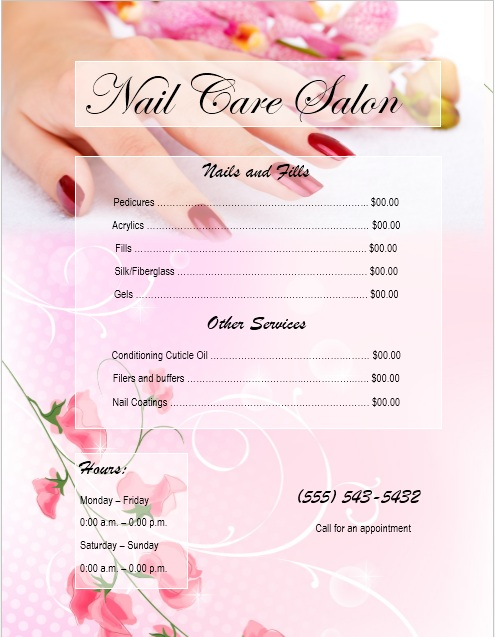 Nail Care Salon
Nails and Fills
Pedicures ........................................................................ $00.00
Acrylics ........................................................................... $00.00
Fills ................................................................................ $00.00
Silk/Fiberglass ................................................................. $00.00
Gels ............................................................................... $00.00
Other Services
Conditioning Cuticle Oil ...................................................... $00.00
Filers and buffers .............................................................. $00.00
Nail Coatings .................................................................... $00.00
Hours:
Monday – Friday
0:00 a.m. – 0:00 p.m.
Saturday – Sunday
0:00 a.m. – 0:00 p.m.
(555) 543-5432
Call for an appointment